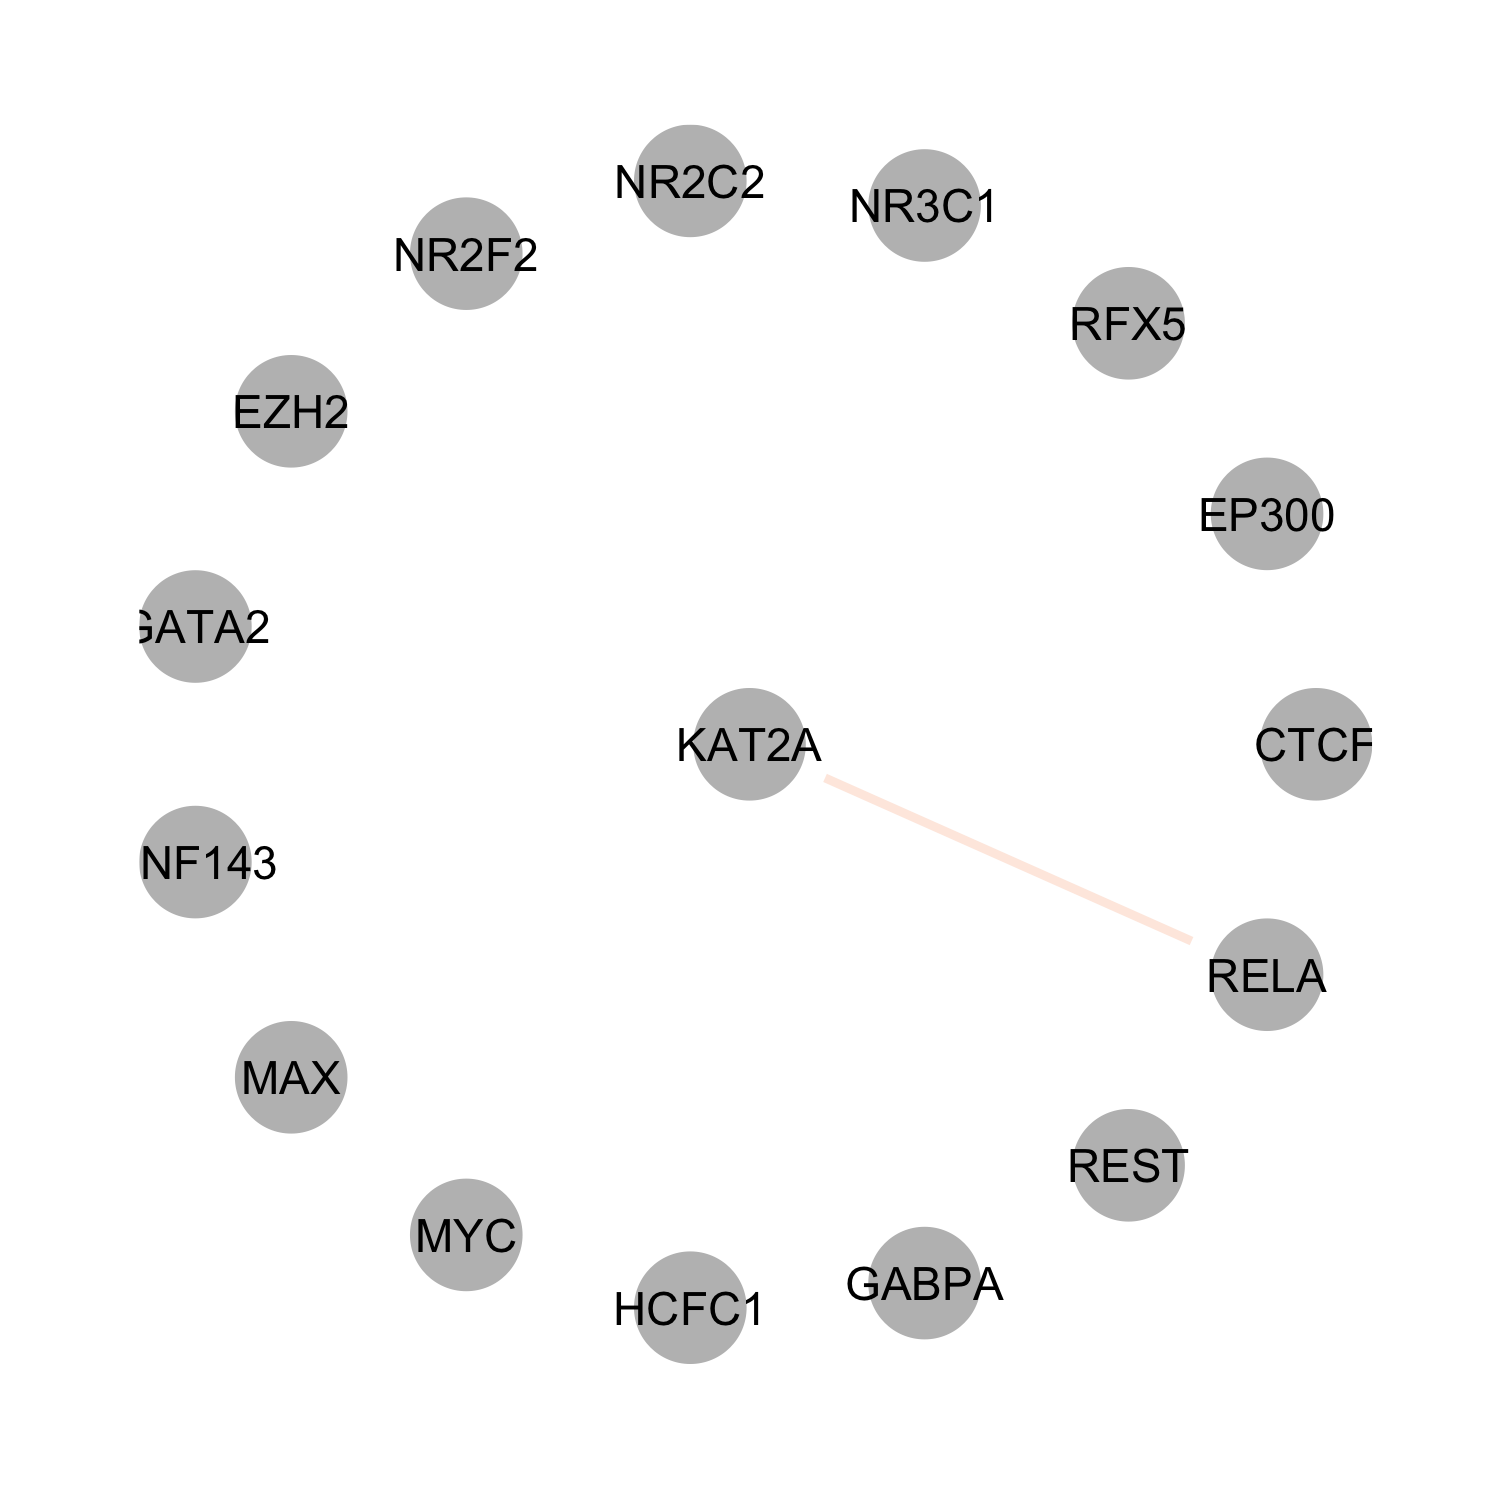 NR2C2
NR3C1
NR2F2
RFX5
EZH2
EP300
GATA2
KAT2A
CTCF
NF143
RELA
MAX
REST
MYC
GABPA
HCFC1